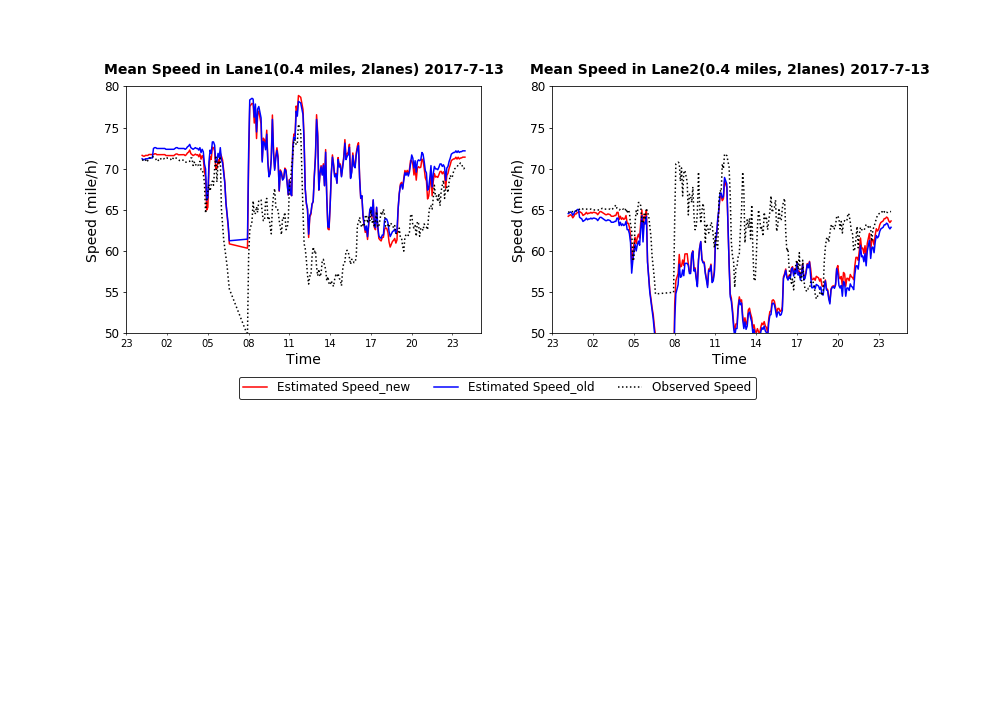 Mean Speed in Lane1(0.4 miles, 2lanes) 2017-7-13
80
75
70
65
60
55
50
Speed (mile/h)
23 02 05 08 11 14 17 20 23
Time
Mean Speed in Lane2(0.4 miles, 2lanes) 2017-7-13
80
75
70
65
60
55
50
Speed (mile/h)
23 02 05 08 11 14 17 20 23
Time
Estimated Speed_new Estimated Speed_old Observed Speed